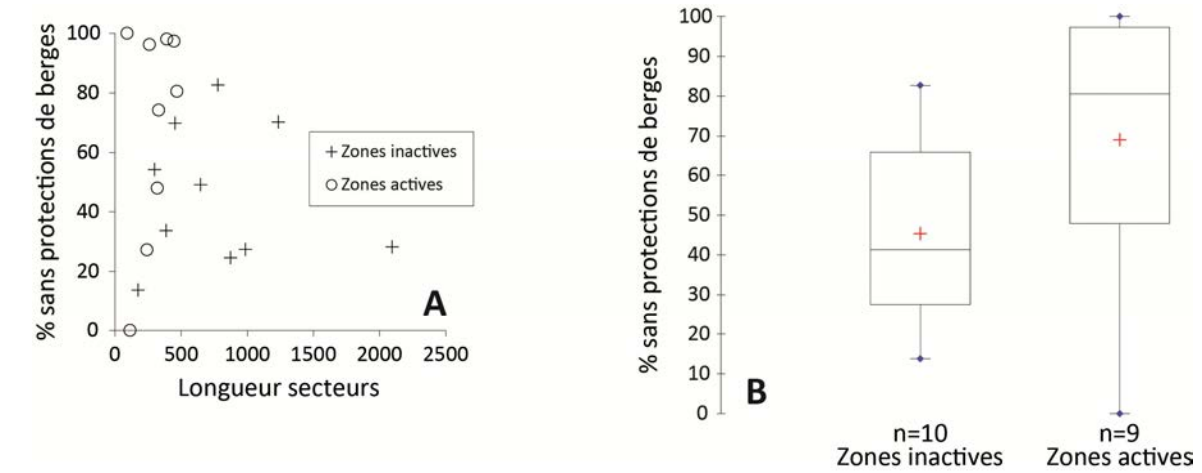 % sans protections de berges
100
80
60
40
20
0
0 500 1000 1500 2000 2500
Longueur secteurs
+ Zones inactives
○ Zones actives
A
% sans protections de berges
100
90
80
70
60
50
40
30
20
10
0
B
n=10 n=9
Zones inactives Zones actives